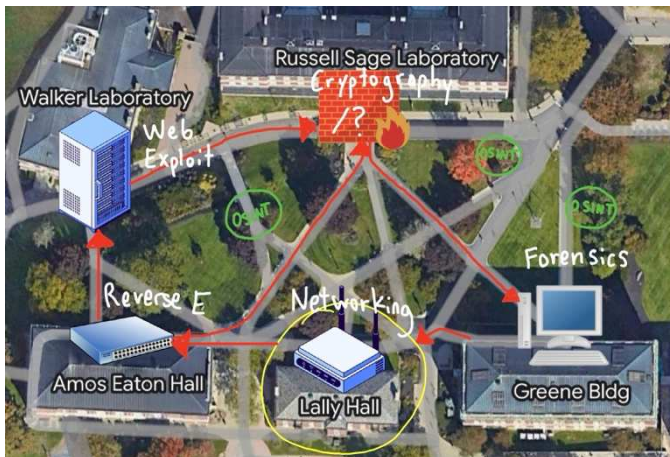 Russell Sage Laboratory
Cryptography
/?
Walker Laboratory
Web
Exploit
OSINT
OSINT
OSINT
Forensics
Reverse E
Networking
Amos Eaton Hall
Lally Hall
Greene Bldg